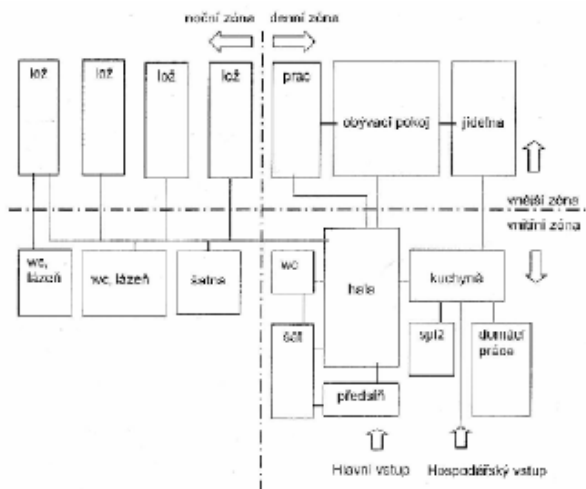 noční zóna
denní zóna
lož
lož
lož
lož
prac
obývací pokoj
jídelna
vnější zóna
vnitřní zóna
wc,
lázeň
wc, lázeň
šatna
wc
hala
kuchyně
šat
spíž
domácí
práce
předsíň
Hlavní vstup
Hospodářský vstup